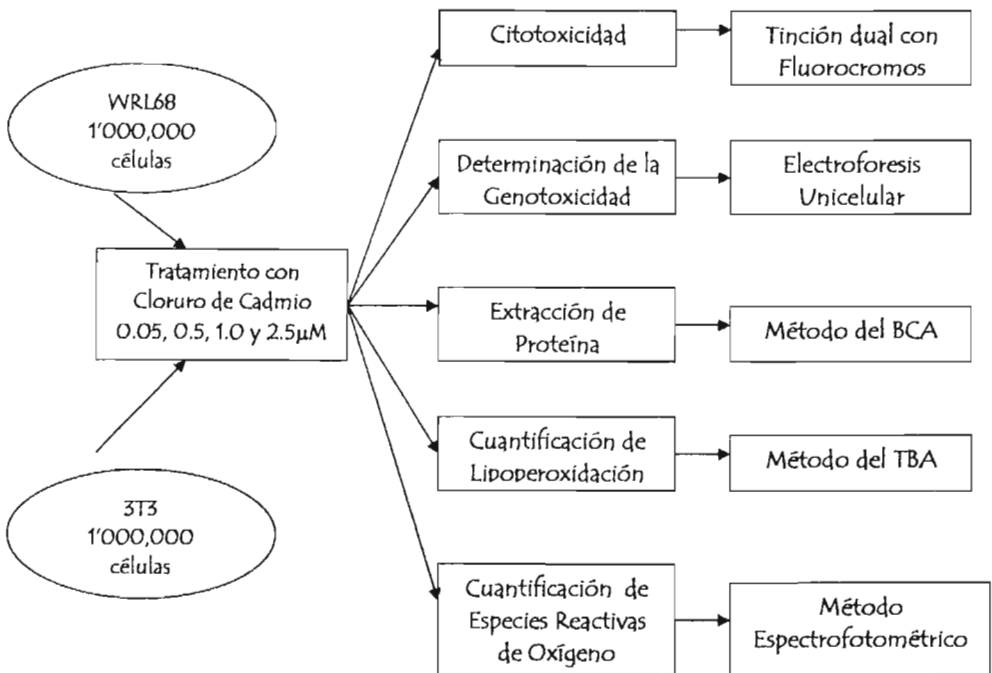 WRL68
1'000,000
células
Tratamiento con
Cloruro de Cadmio
0.05, 0.5, 1.0 y 2.5µM
3T3
1'000,000
células
Citotoxicidad
Tinción dual con
Fluorocromos
Determinación de la
Genotoxicidad
Electroforesis
Unicelular
Extracción de
Proteína
Método del BCA
Cuantificación de
Lipoperoxidación
Método del TBA
Cuantificación de
Especies Reactivas
de Oxígeno
Método
Espectrofotométrico